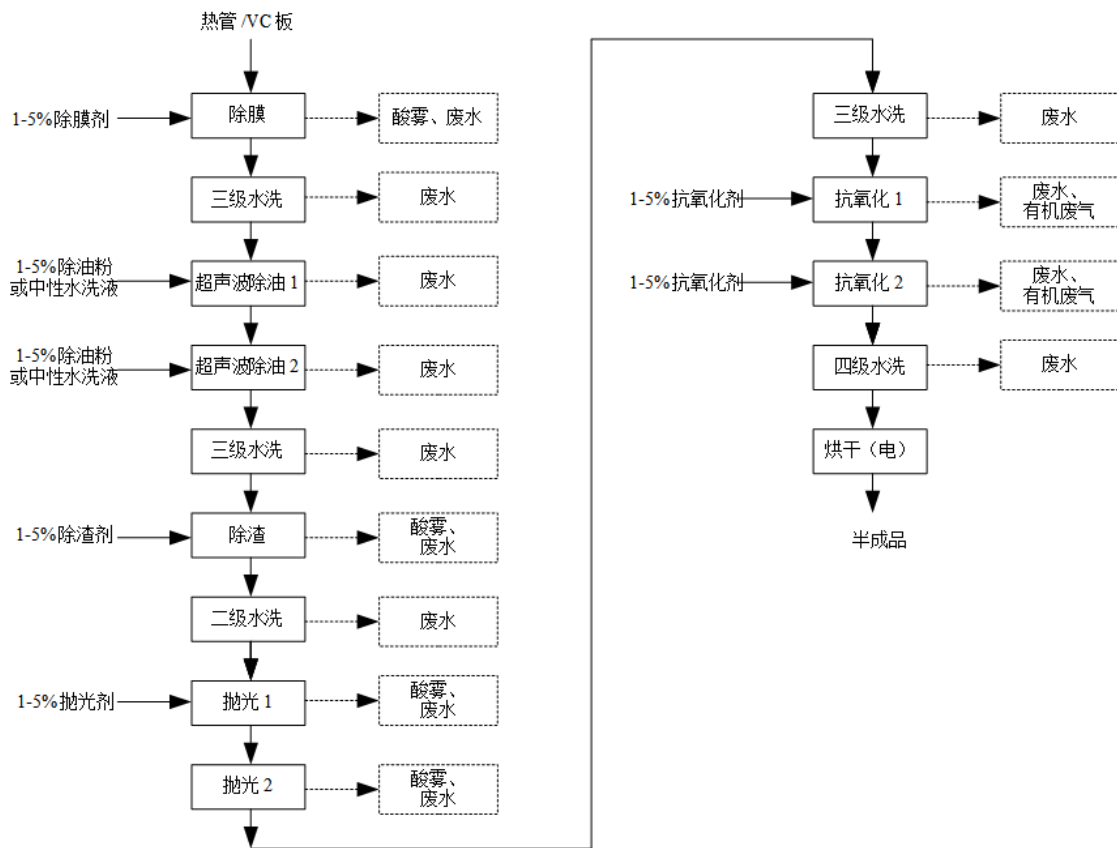 热管/VC板
1-5%除膜剂
除膜
酸雾、废水
三级水洗
废水
1-5%除油粉
或中性水洗液
超声波除油1
废水
1-5%除油粉
或中性水洗液
超声波除油2
废水
三级水洗
废水
1-5%除渣剂
除渣
酸雾、
废水
二级水洗
废水
1-5%抛光剂
抛光1
酸雾、
废水
抛光2
酸雾、
废水
三级水洗
废水
1-5%抗氧化剂
抗氧化1
废水、
有机废气
1-5%抗氧化剂
抗氧化2
废水、
有机废气
四级水洗
废水
烘干（电）
半成品